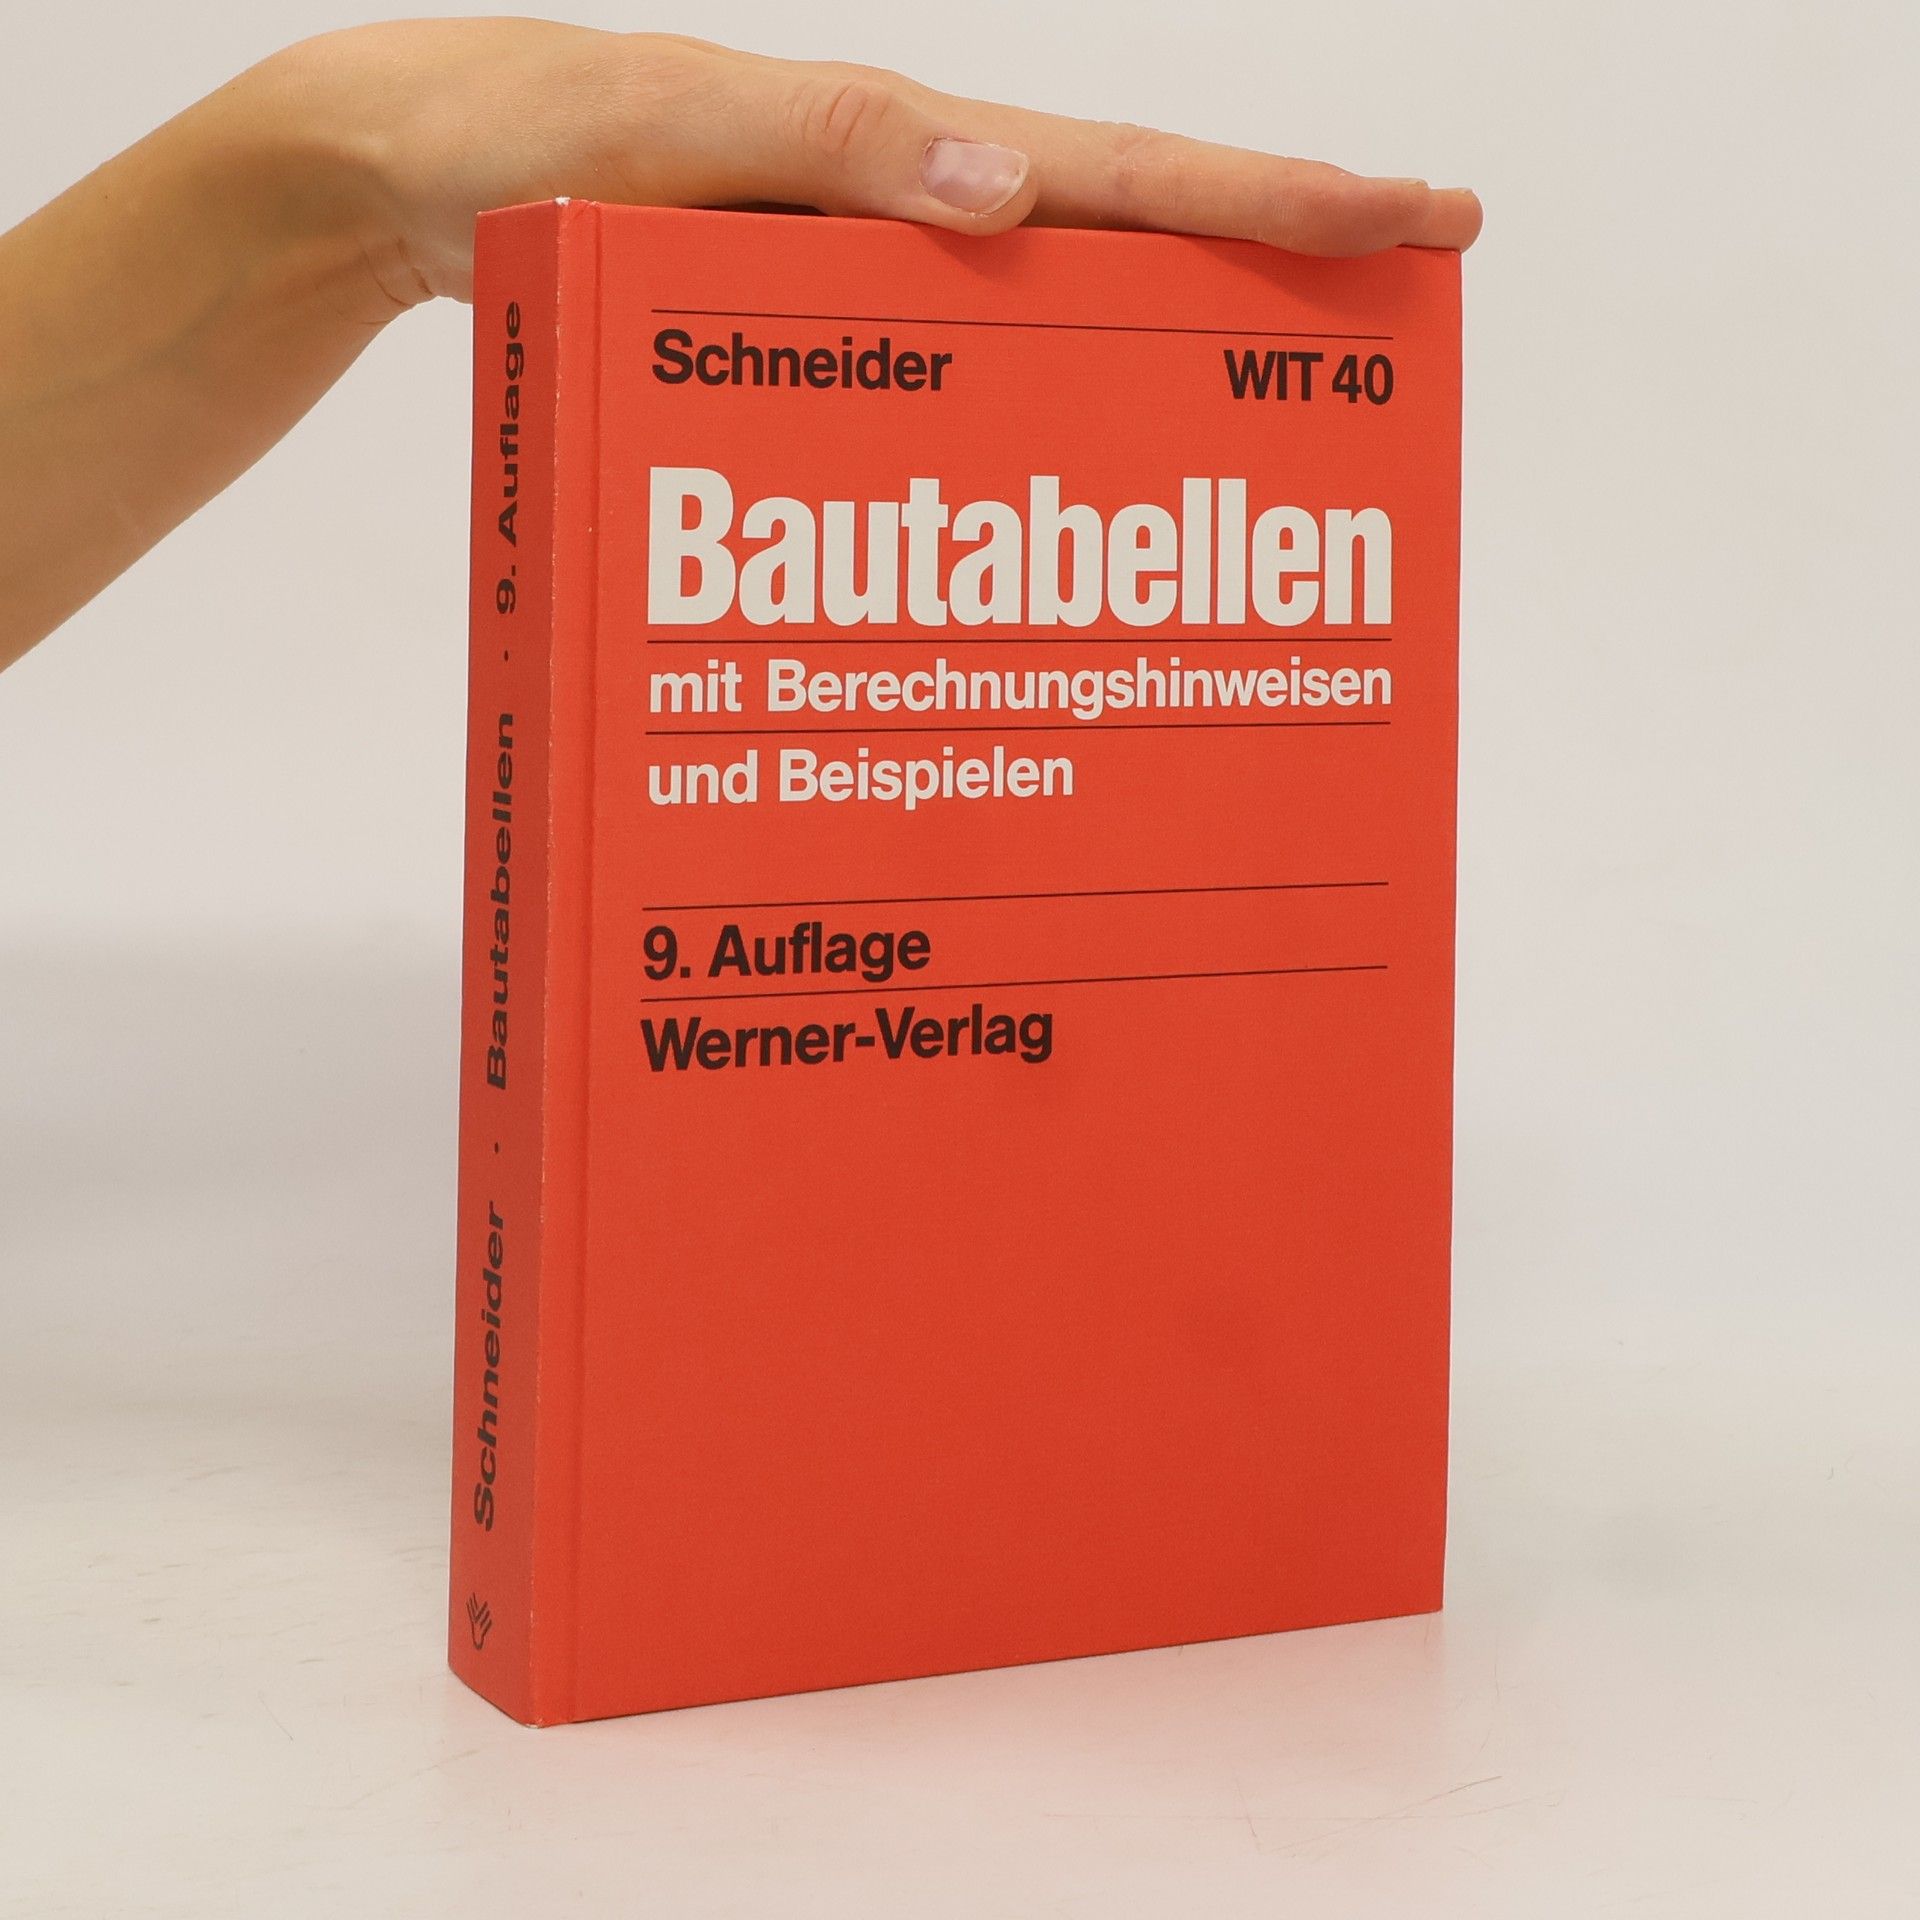 Schneider WIT 40
Bautabellen
mit Berechnungshinweisen
und Beispielen
9. Auflage
Werner-Verlag
Schneider · Bautabellen · 9. Auflage